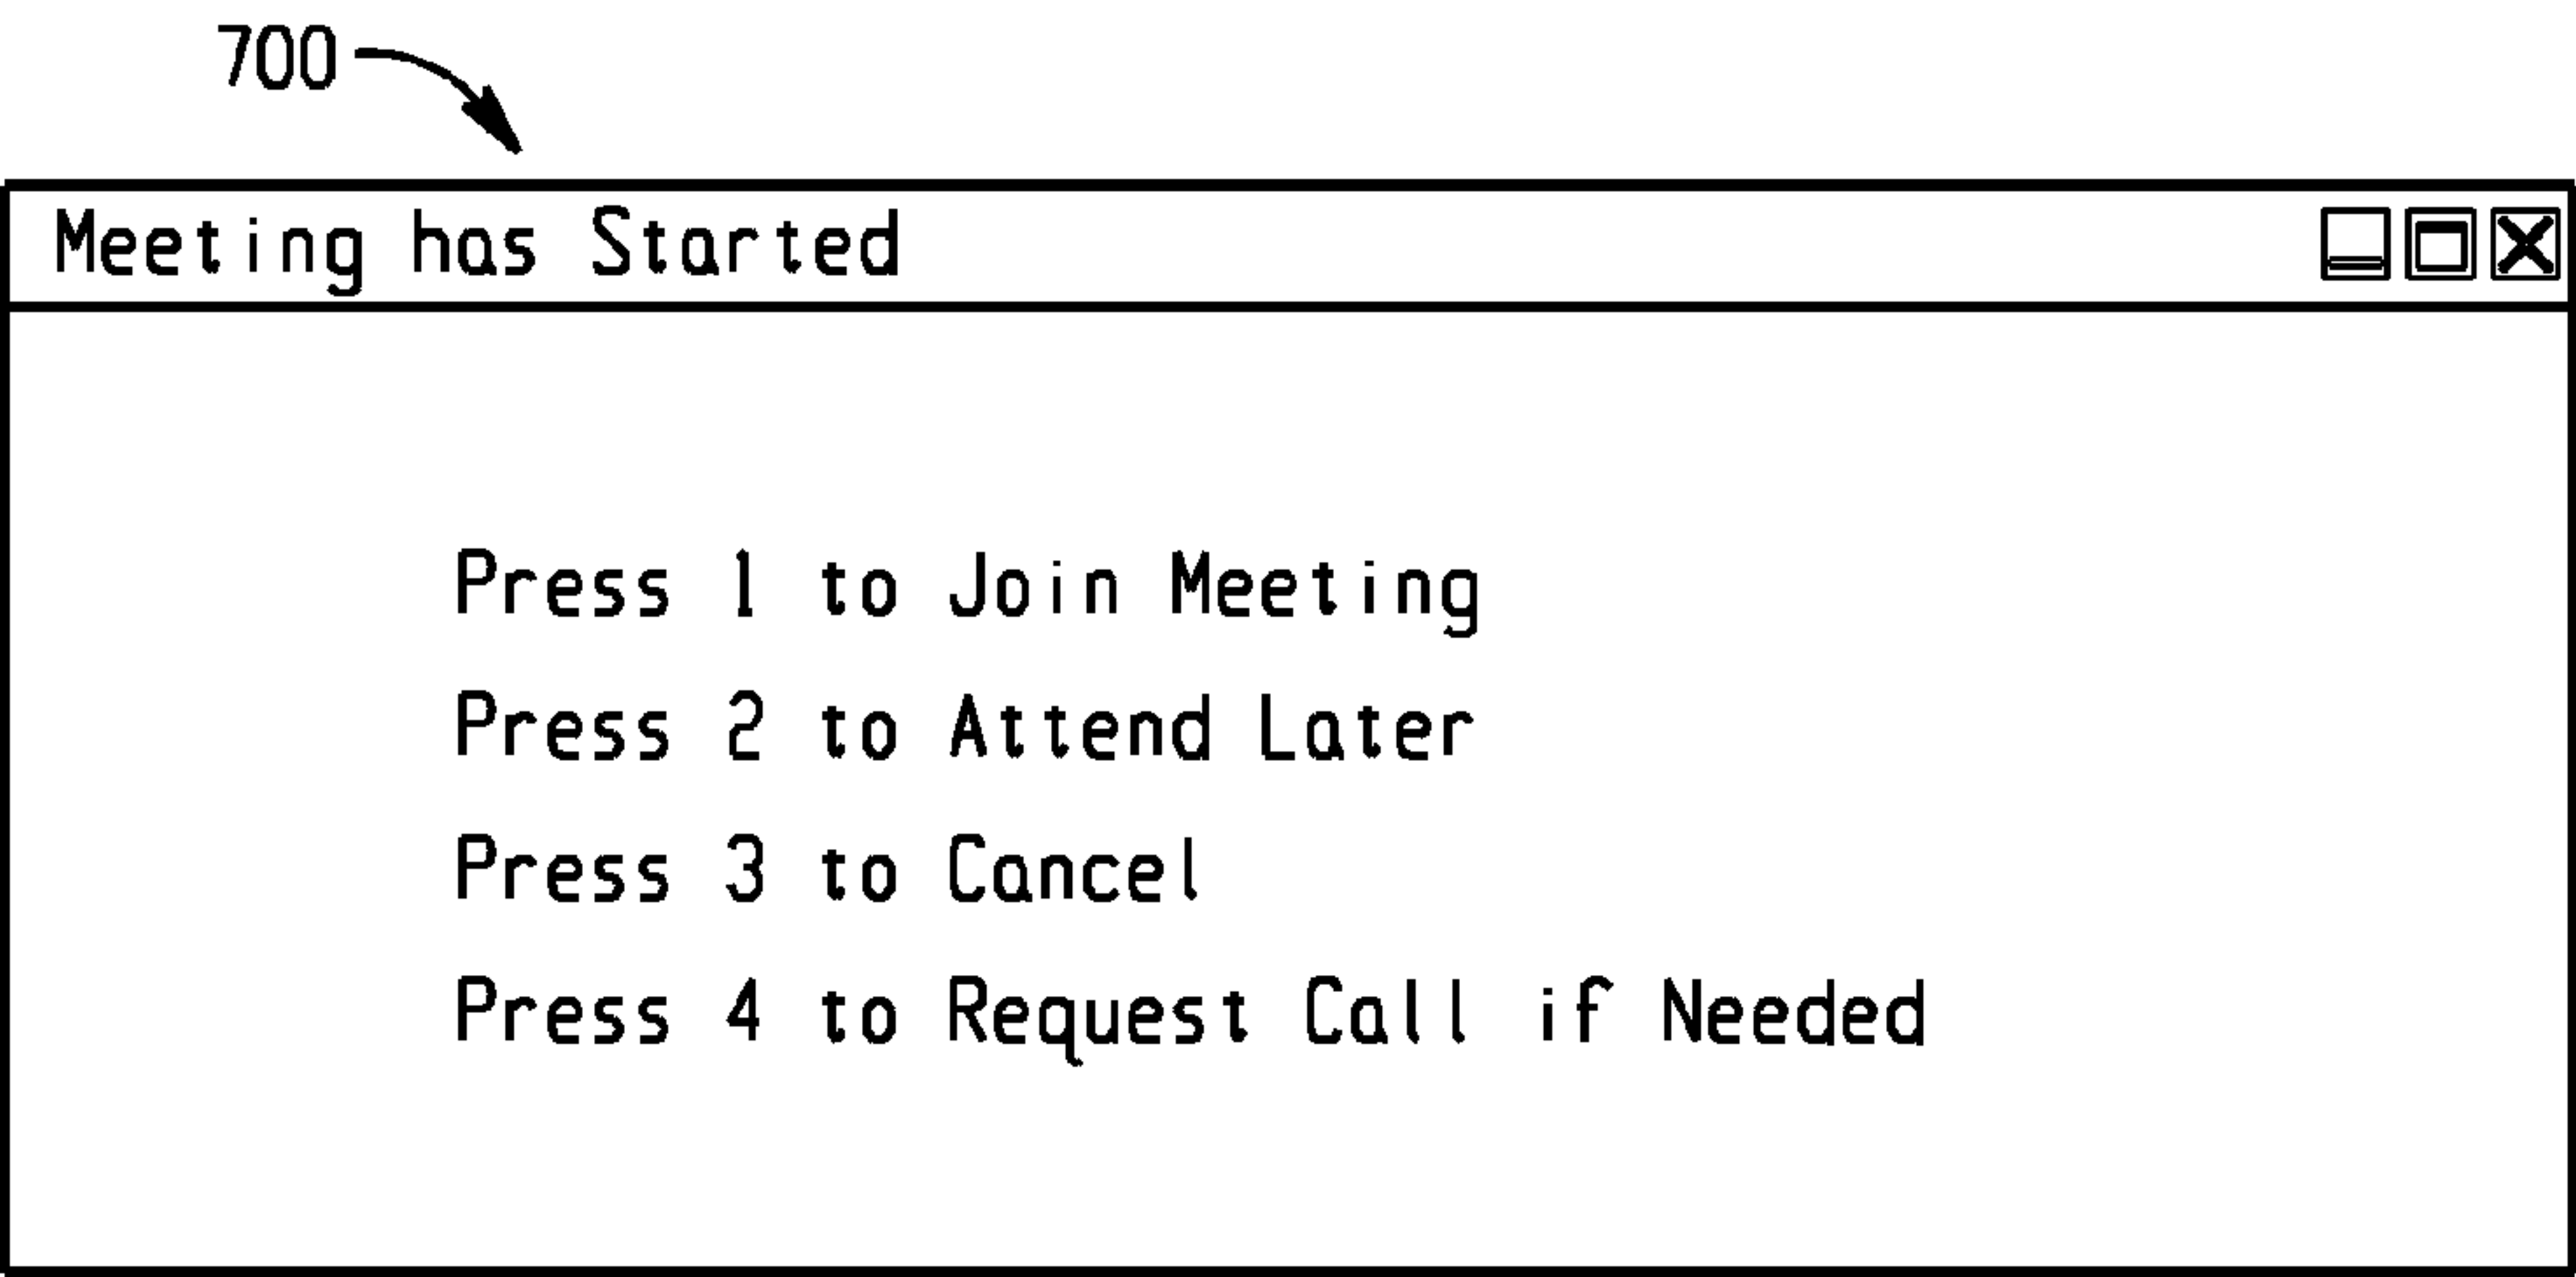 700
Meeting has Started
Press 1 to Join Meeting
Press 2 to Attend Later
Press 3 to Cancel
Press 4 to Request Call if Needed